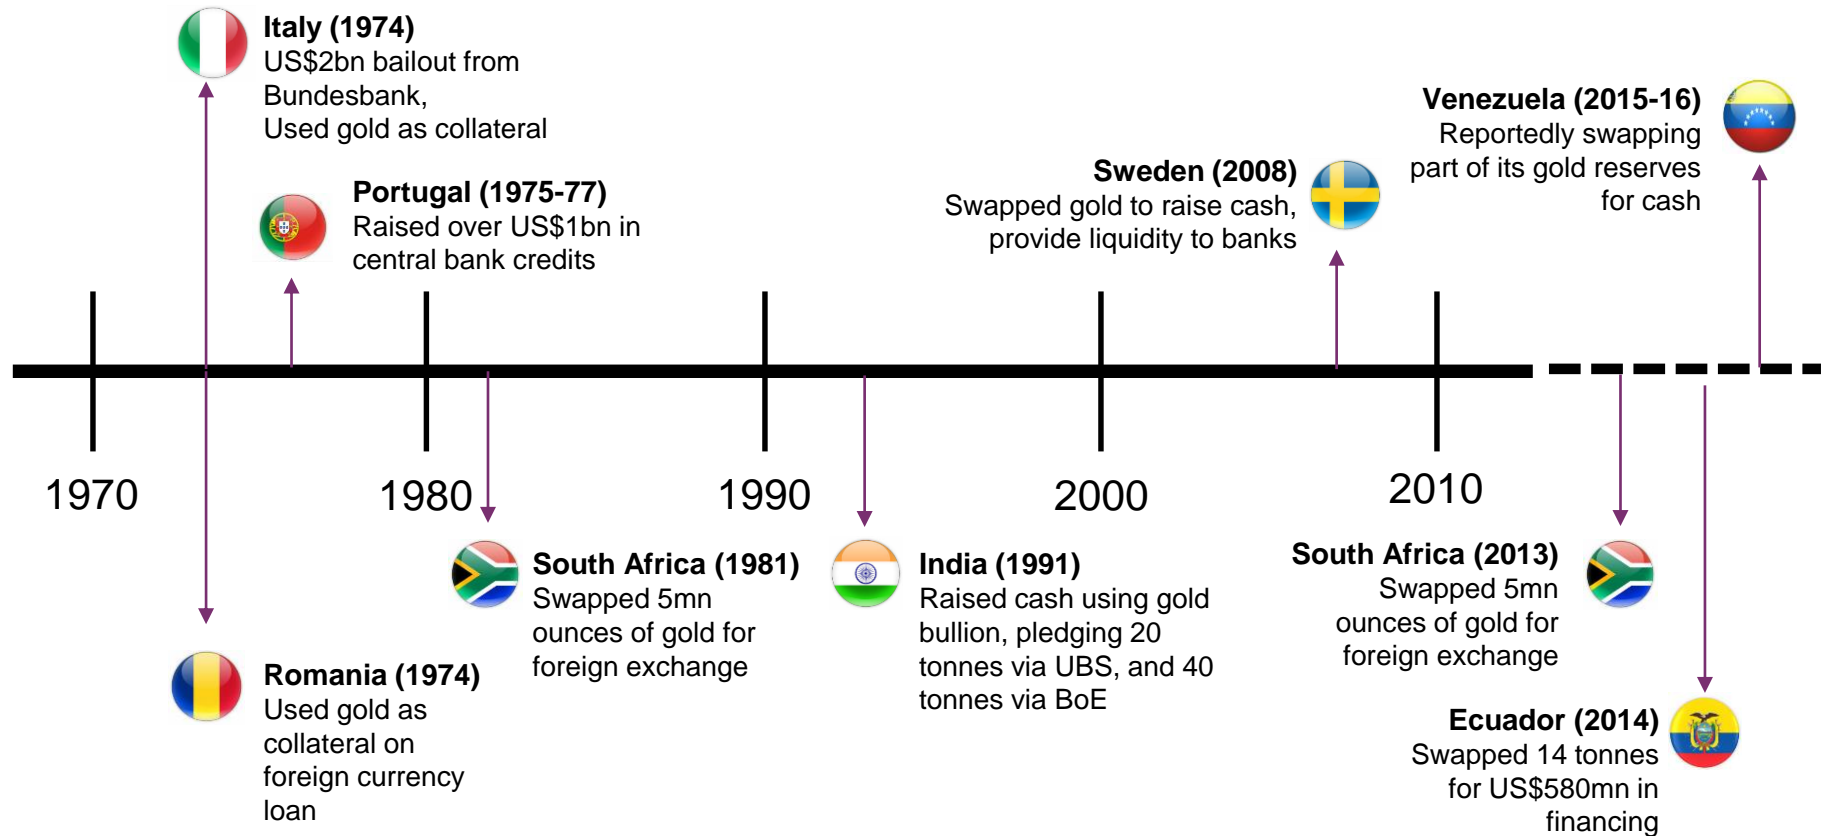 Italy (1974)
US$2bn bailout from
Bundesbank,
Used gold as collateral
Portugal (1975-77)
Raised over US$1bn in
central bank credits
Sweden (2008)
Swapped gold to raise cash,
provide liquidity to banks
Venezuela (2015-16)
Reportedly swapping
part of its gold reserves
for cash
1970
1980
1990
2000
2010
Romania (1974)
Used gold as
collateral on
foreign currency
loan
South Africa (1981)
Swapped 5mn
ounces of gold for
foreign exchange
India (1991)
Raised cash using gold
bullion, pledging 20
tonnes via UBS, and 40
tonnes via BoE
South Africa (2013)
Swapped 5mn
ounces of gold for
foreign exchange
Ecuador (2014)
Swapped 14 tonnes
for US$580mn in
financing